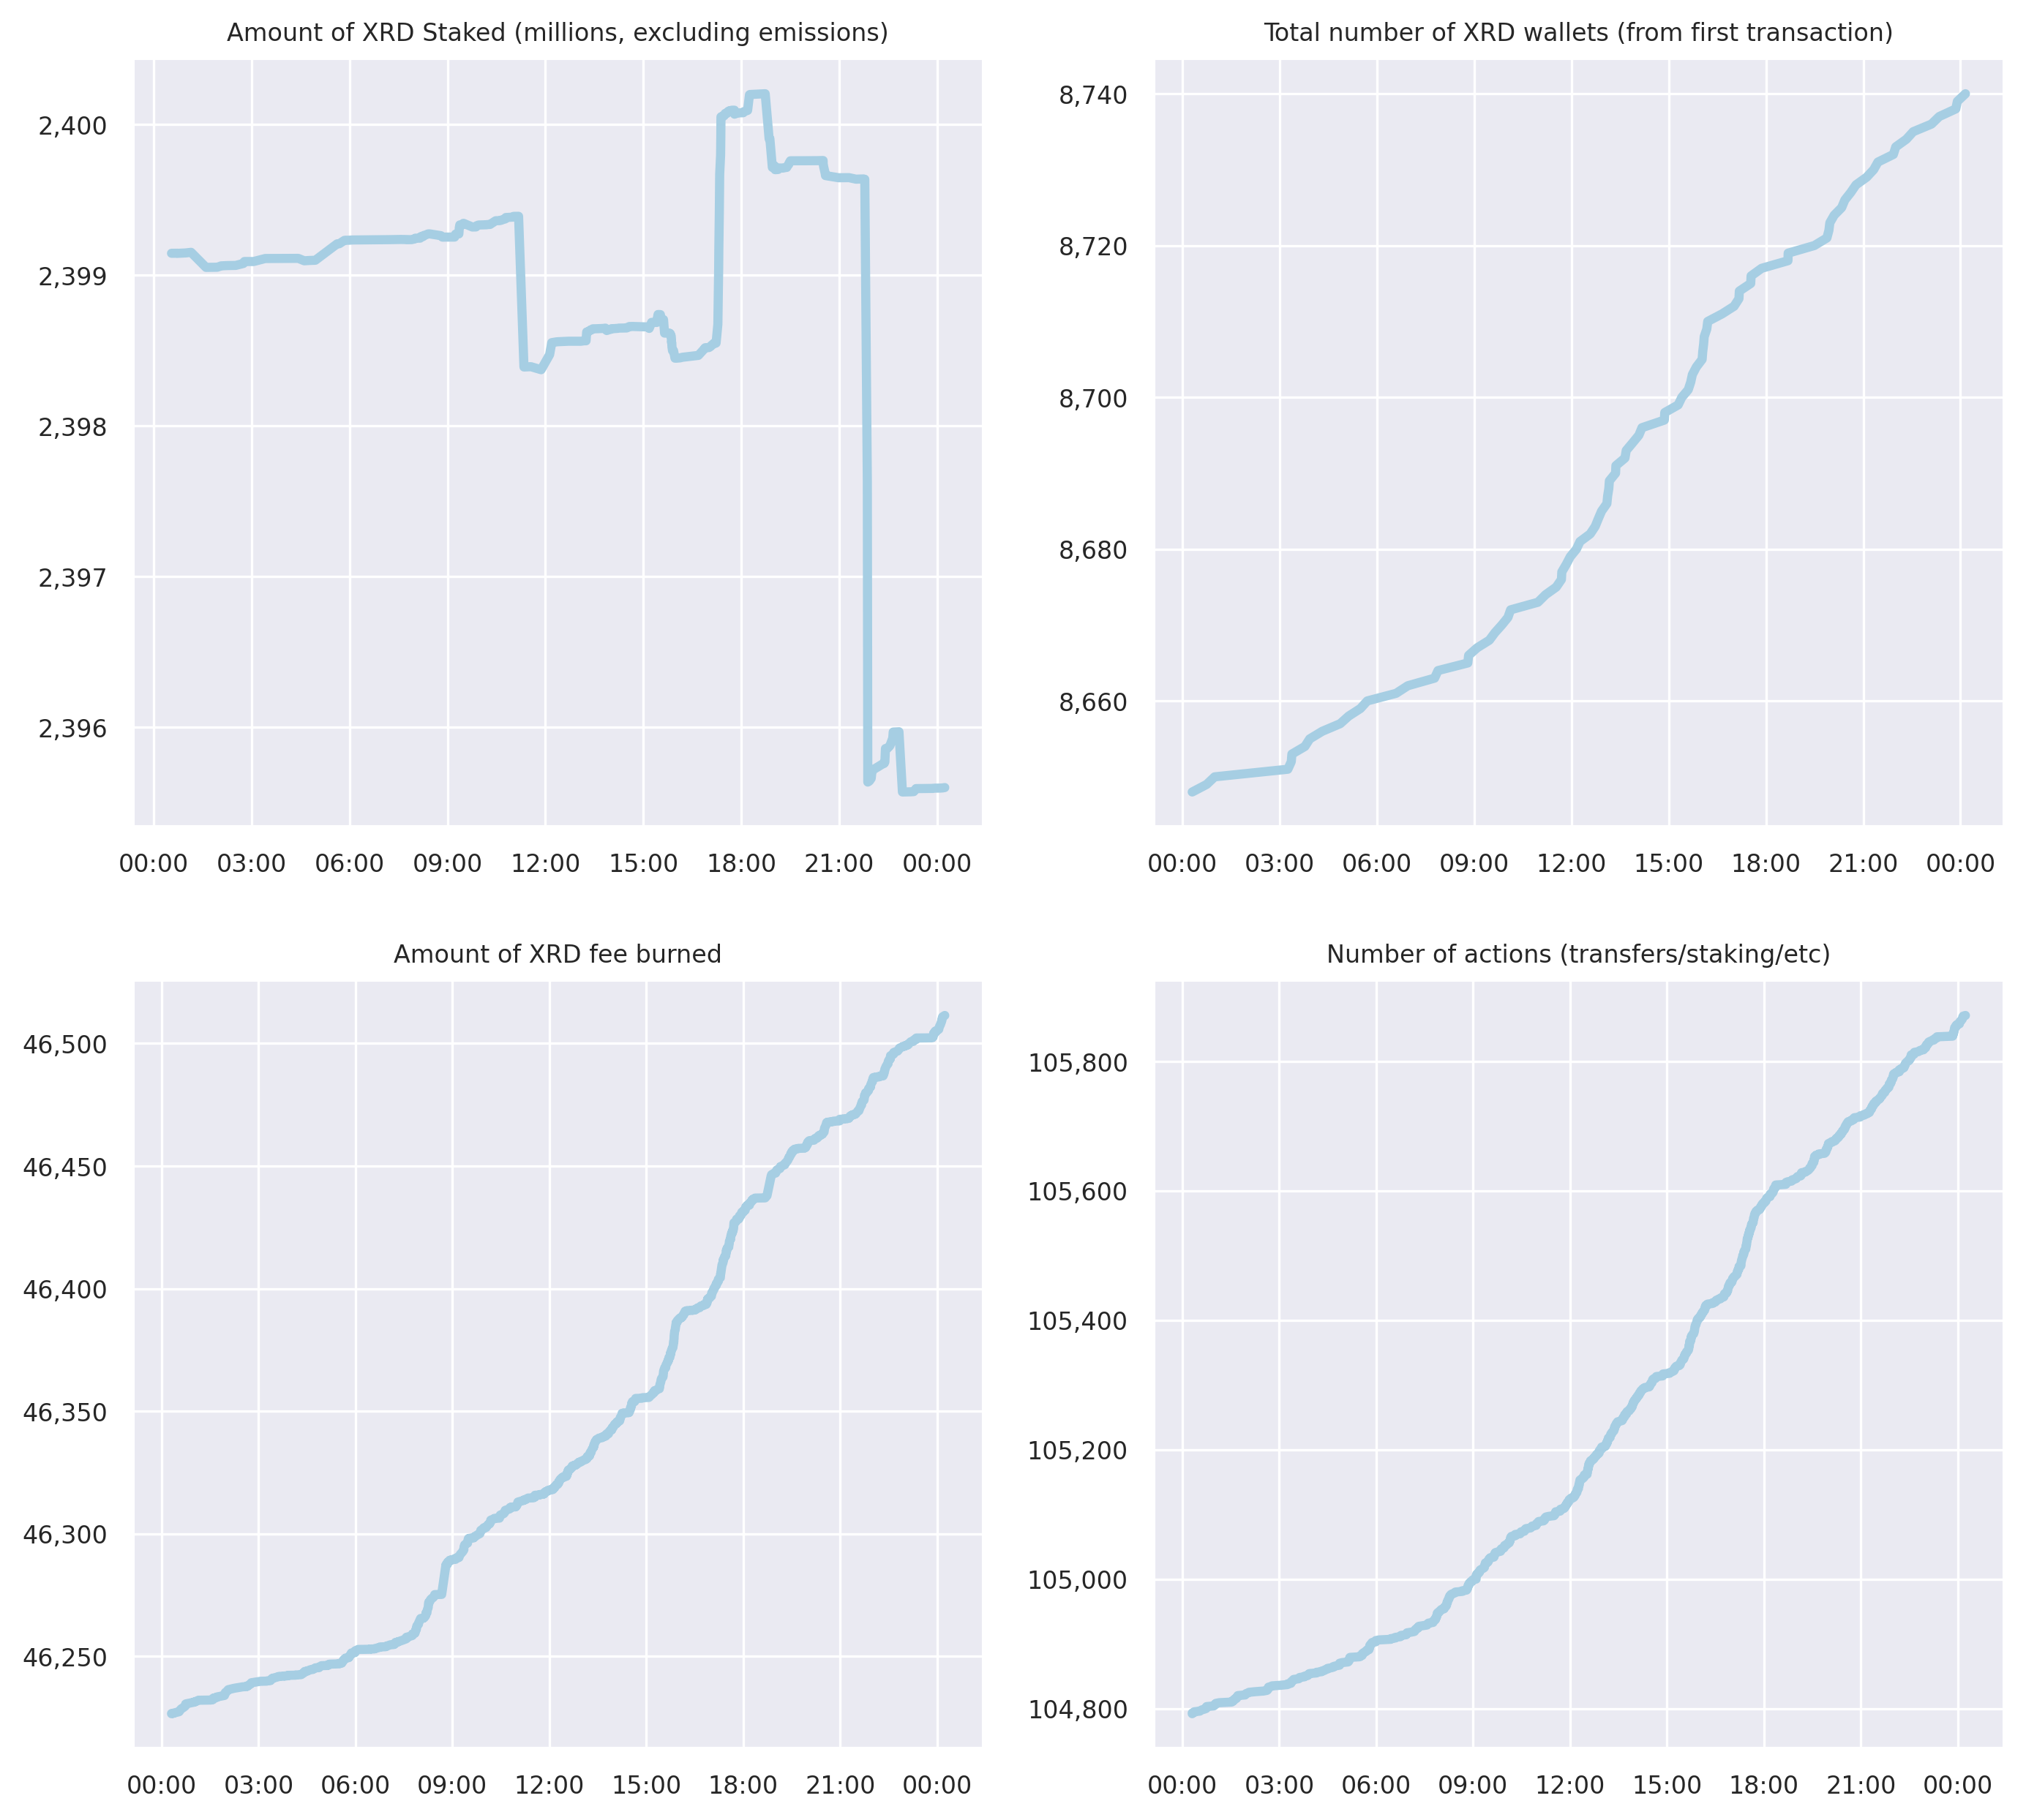 Amount of XRD Staked (millions, excluding emissions)
2,400
2,399
2,398
2,397
2,396
00:00 03:00 06:00 09:00 12:00 15:00 18:00 21:00 00:00
Total number of XRD wallets (from first transaction)
8,740
8,720
8,700
8,680
8,660
00:00 03:00 06:00 09:00 12:00 15:00 18:00 21:00 00:00
Amount of XRD fee burned
46,500
46,450
46,400
46,350
46,300
46,250
00:00 03:00 06:00 09:00 12:00 15:00 18:00 21:00 00:00
Number of actions (transfers/staking/etc)
105,800
105,600
105,400
105,200
105,000
104,800
00:00 03:00 06:00 09:00 12:00 15:00 18:00 21:00 00:00